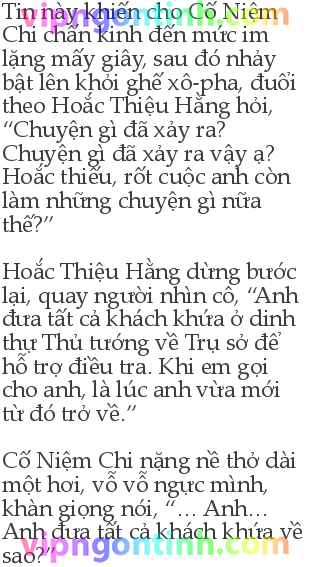 Tin này khiến cho Cố Niệm
Chi chấn kinh đến mức im
lặng mấy giây, sau đó nhảy
bật lên khỏi ghế xô-pha, đuổi
theo Hoắc Thiệu Hằng hỏi,
“Chuyện gì đã xảy ra?
Chuyện gì đã xảy ra vậy ạ?
Hoắc thiếu, rốt cuộc anh còn
làm những chuyện gì nữa
thế?”
Hoắc Thiệu Hằng dừng bước
lại, quay người nhìn cô, “Anh
đưa tất cả khách khứa ở dinh
thự Thủ tướng về Trụ sở để
hỗ trợ điều tra. Khi em gọi
cho anh, là lúc anh vừa mới
từ đó trở về.”
Cố Niệm Chi nặng nề thở dài
một hơi, vỗ vỗ ngực mình,
khàn giọng nói, “… Anh…
Anh đưa tất cả khách khứa về
sao?”
vipngontinh.com
vipngontinh.com